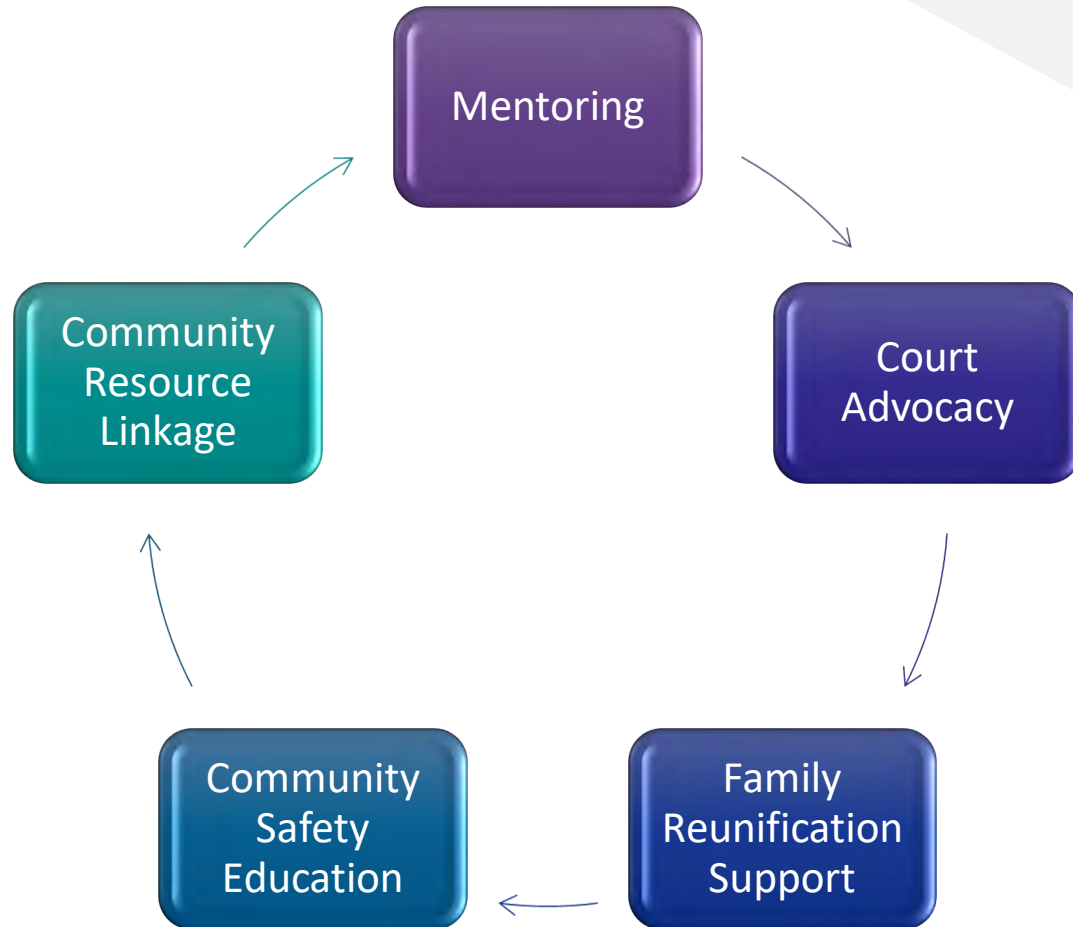 Mentoring
Court
Advocacy
Family
Reunification
Support
Community
Safety
Education
Community
Resource
Linkage